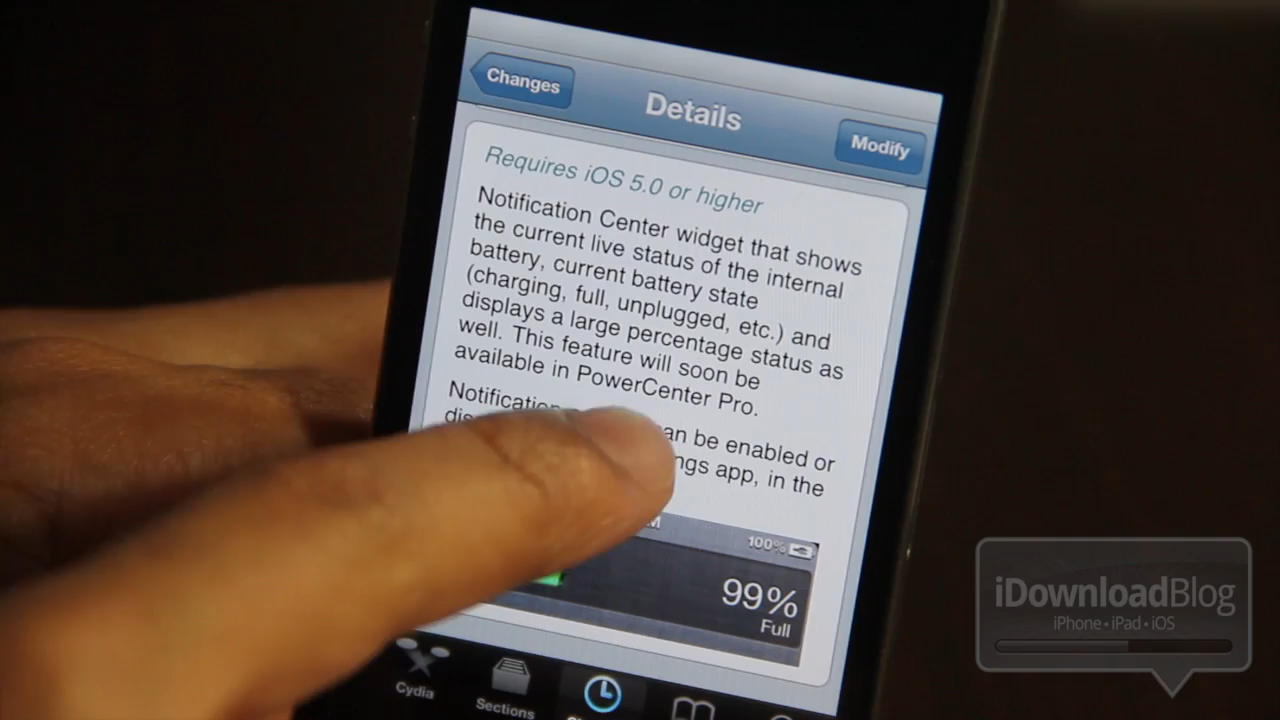 Changes
Details
Modify
Requires iOS 5.0 or higher
Notification Center widget that shows
the current live status of the internal
battery, current battery state
(charging, full, unplugged, etc.) and
displays a large percentage status as
well. This feature will soon be
available in PowerCenter Pro.
Notification can be enabled or
app, in the
100%
99%
Full
Cydia
Sections
iDownloadBlog
iPhone • iPad • iOS